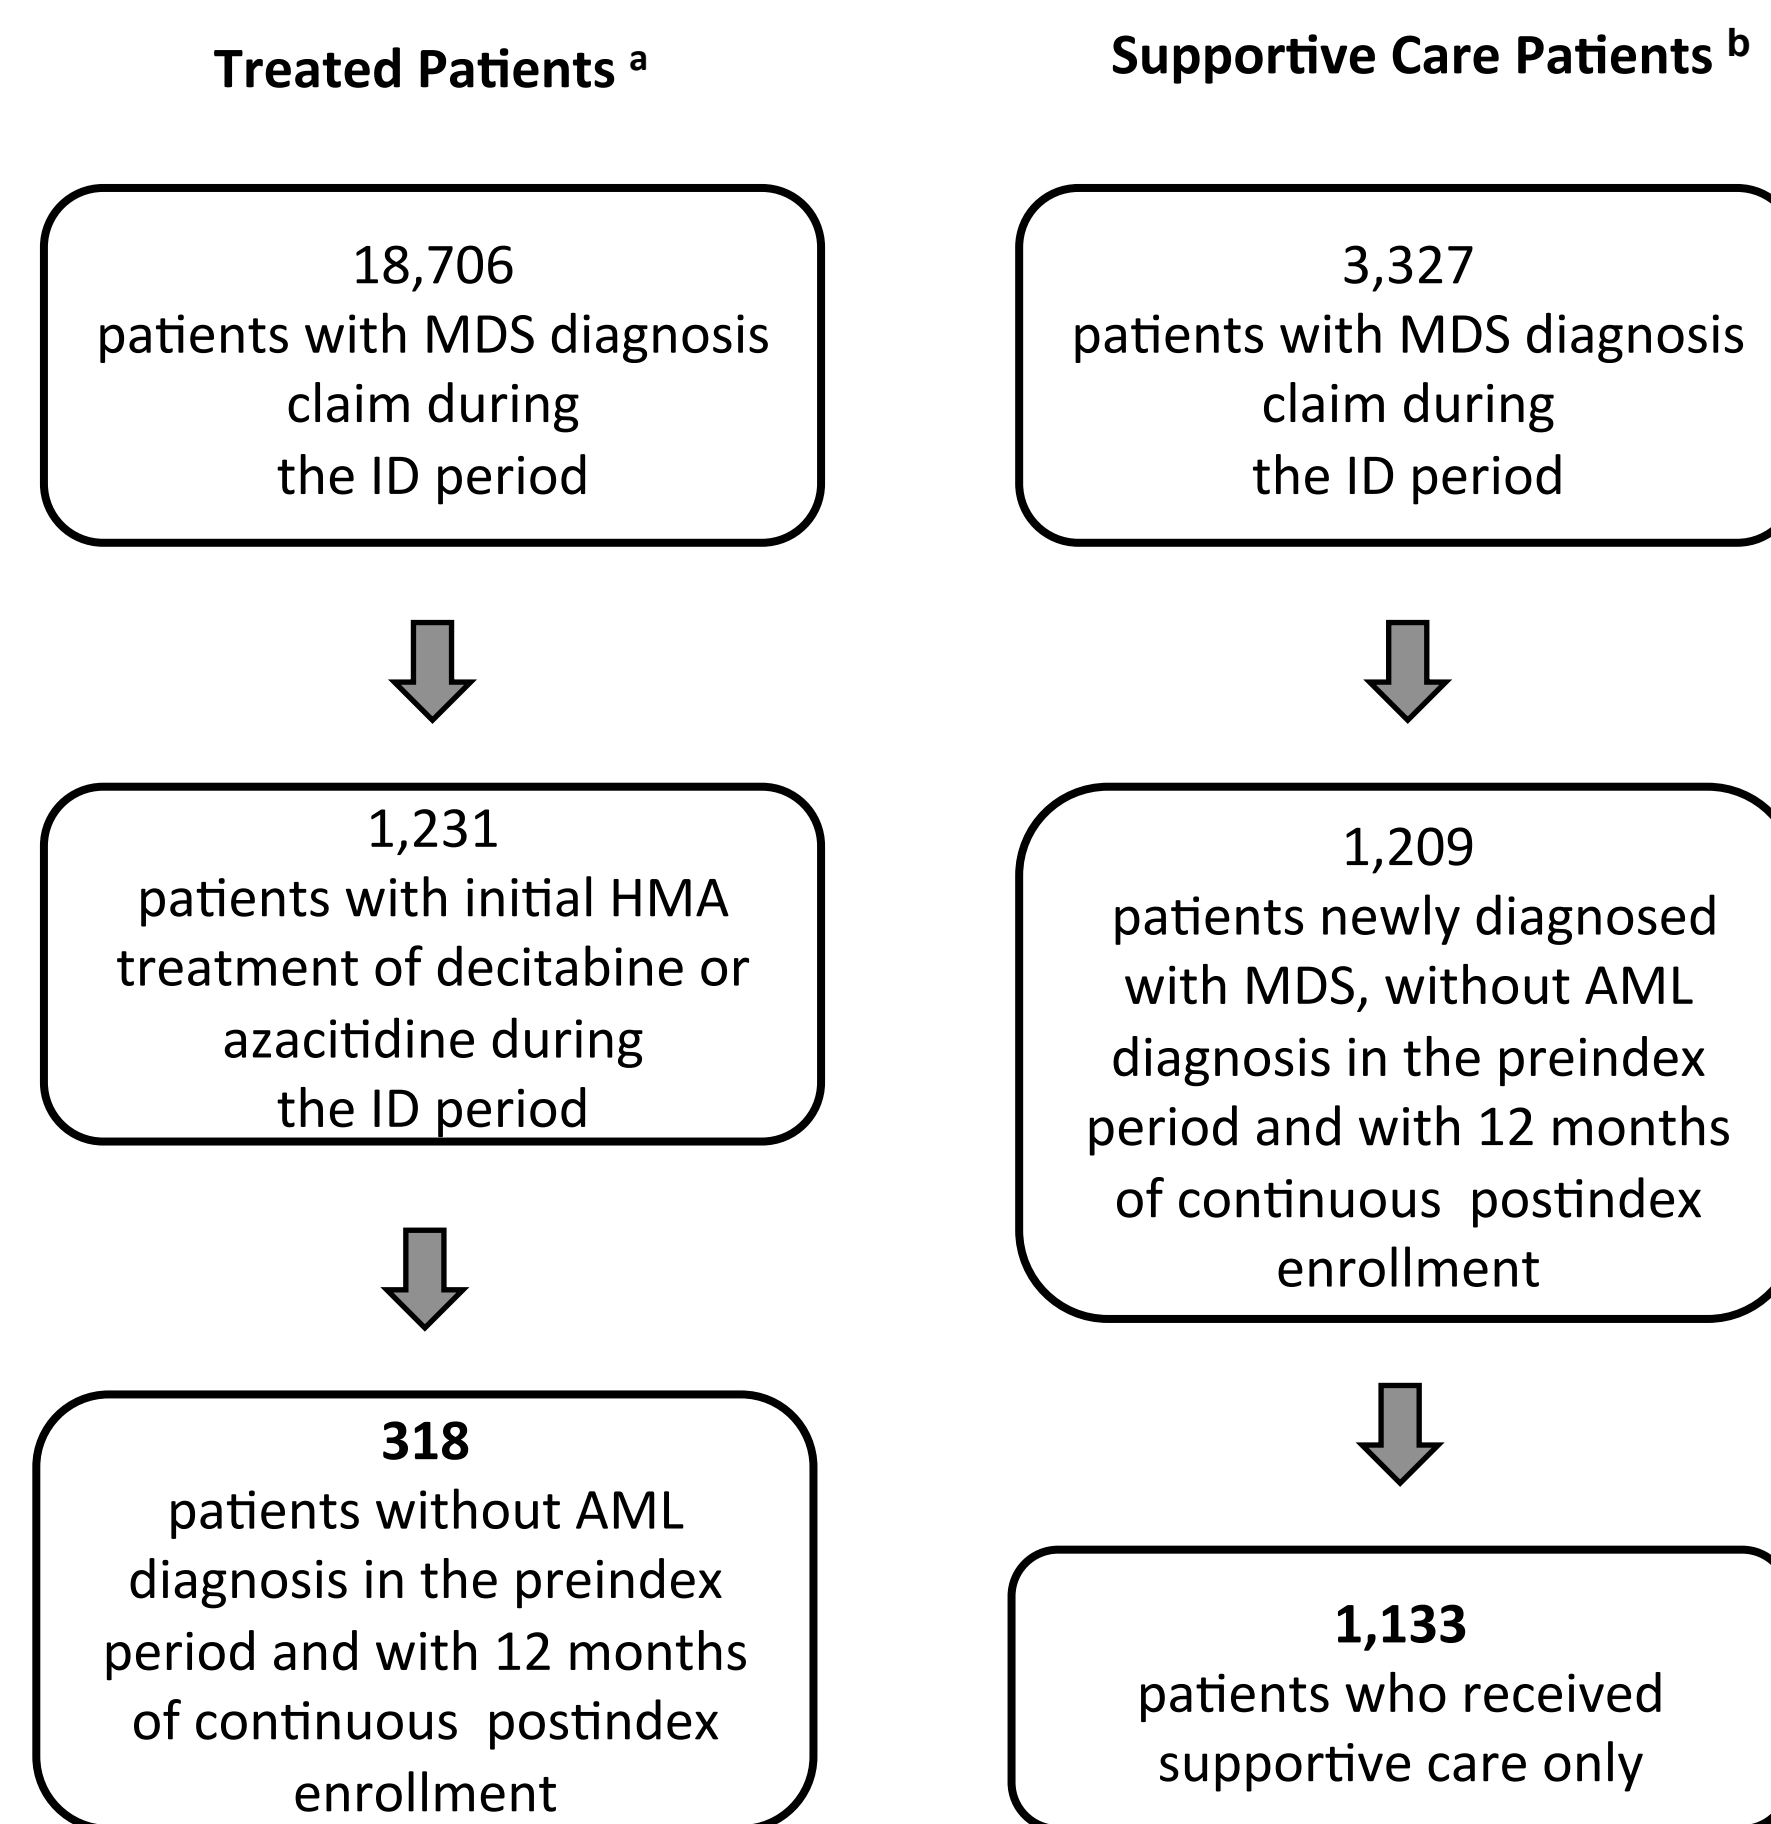 Treated Patients a
18,706
patients with MDS diagnosis
claim during
the ID period
1,231
patients with initial HMA
treatment of decitabine or
azacitidine during
the ID period
318
patients without AML
diagnosis in the preindex
period and with 12 months
of continuous postindex
enrollment
Supportive Care Patients b
3,327
patients with MDS diagnosis
claim during
the ID period
1,209
patients newly diagnosed
with MDS, without AML
diagnosis in the preindex
period and with 12 months
of continuous postindex
enrollment
1,133
patients who received
supportive care only